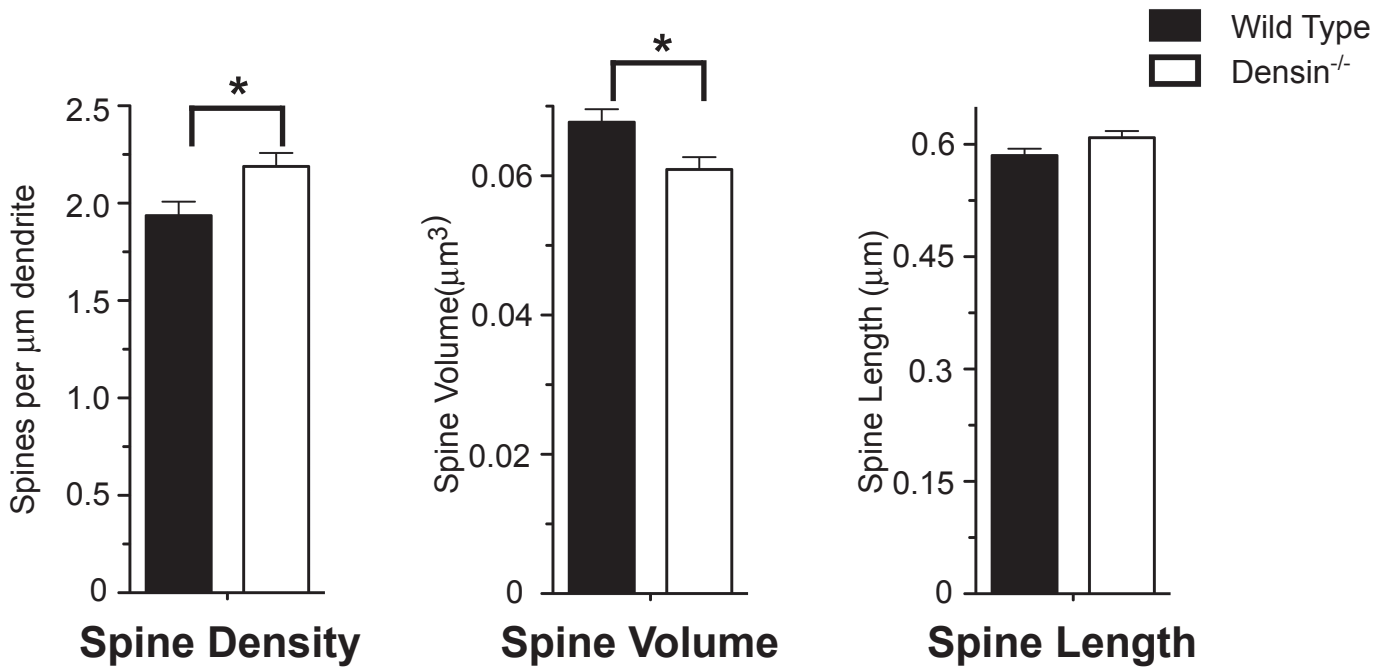 Wild Type
Densin-/-
*
2.5
2.0
1.5
1.0
0.5
0
Spines per μm dendrite
Spine Density
*
0.06
0.04
0.02
0
Spine Volume(μm³)
Spine Volume
0.6
0.45
0.3
0.15
0
Spine Length (μm)
Spine Length